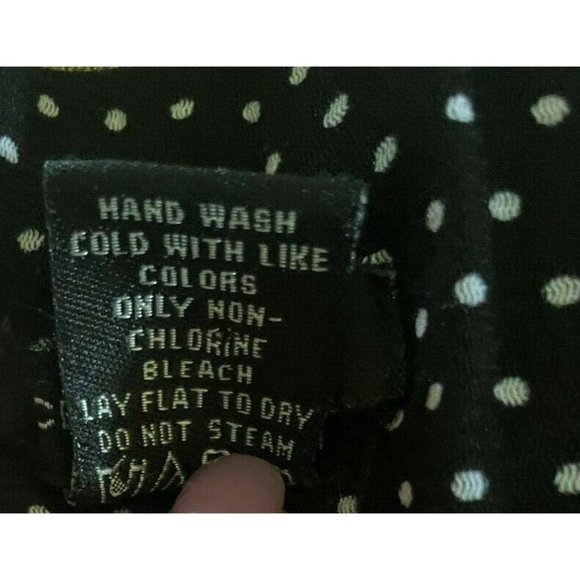 HAND WASH
COLD WITH LIKE
COLORS
ONLY NON-
CHLORINE
BLEACH
LAY FLAT TO DRY
DO NOT STEAM